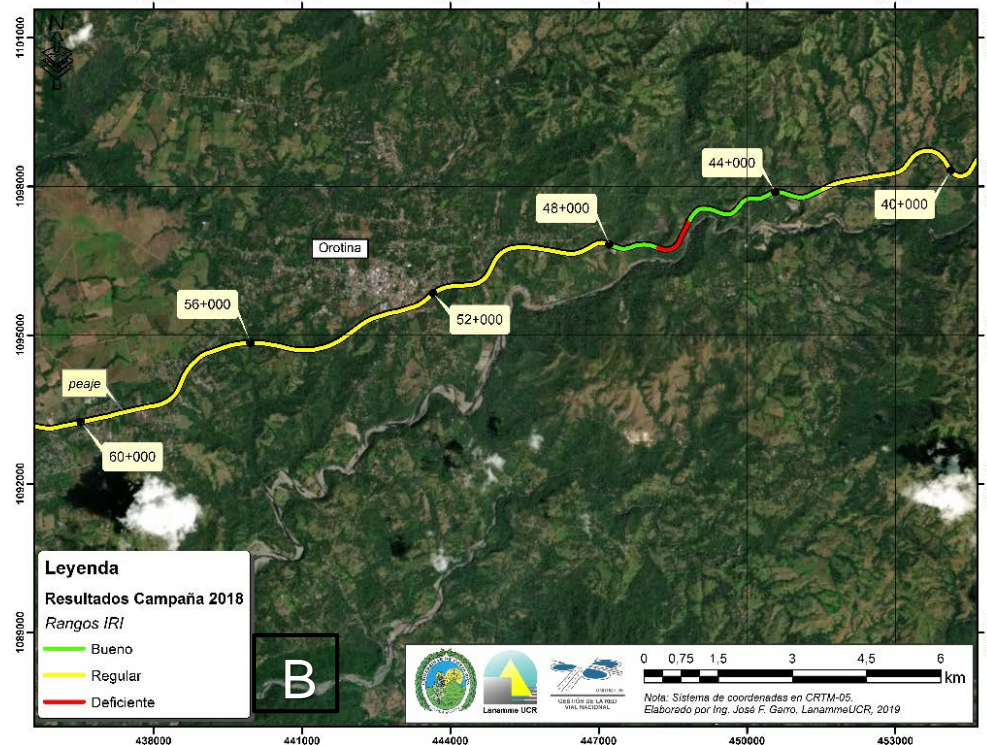 N
1101000
1098000
1095000
1092000
1089000
44+000
40+000
48+000
Orotina
56+000
52+000
peaje
60+000
Leyenda
Resultados Campaña 2018
Rangos IRI
Bueno
Regular
Deficiente
B
Lanamme UCR
UNIDAD DE
GESTIÓN DE LA RED
VIAL NACIONAL
0 0,75 1,5 3 4,5 6
km
Nota: Sistema de coordenadas en CRTM-05.
Elaborado por Ing. José F. Garro, LanammeUCR, 2019
438000 441000 444000 447000 450000 453000